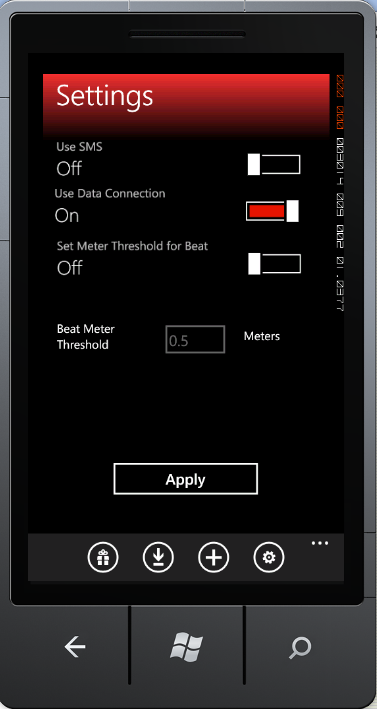 Settings
Use SMS
Off
Use Data Connection
On
Set Meter Threshold for Beat
Off
Beat Meter
Threshold
0.5
Meters
Apply